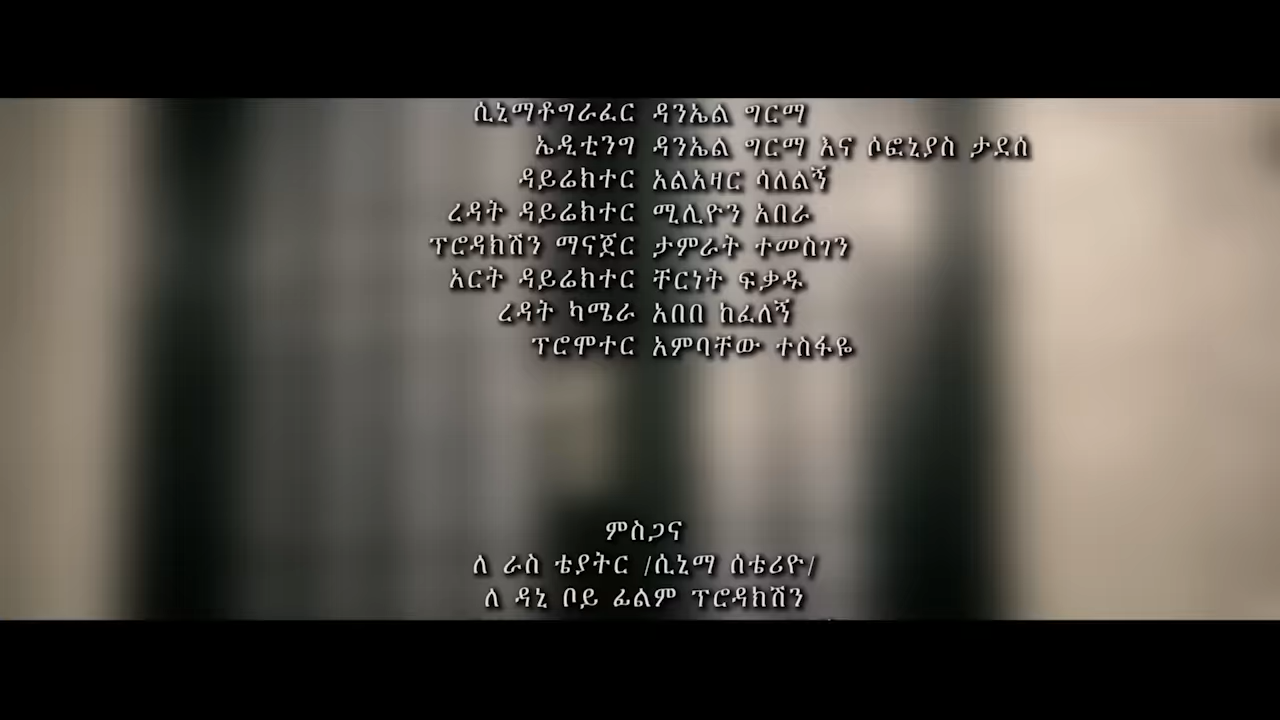 ሲኒማቶግራፈር ዳንኤል ግርማ
ኤዲቲንግ ዳንኤል ግርማ እና ሶፎኒያስ ታደሰ
ዳይሬክተር አልአዛር ሳለልኝ
ረዳት ዳይሬክተር ሚሊዮን አበራ
ፕሮዳክሽን ማናጀር ታምራት ተመስገን
አርት ዳይሬክተር ቸርነት ፍቃዱ
ረዳት ካሜራ አበበ ከፈለኝ
ፕሮሞተር አምባቸው ተስፋዬ
ምስጋና
ለ ራስ ቴያትር /ሲኒማ ሰቴሪዮ/
ለ ዳኒ ቦይ ፊልም ፕሮዳክሽን